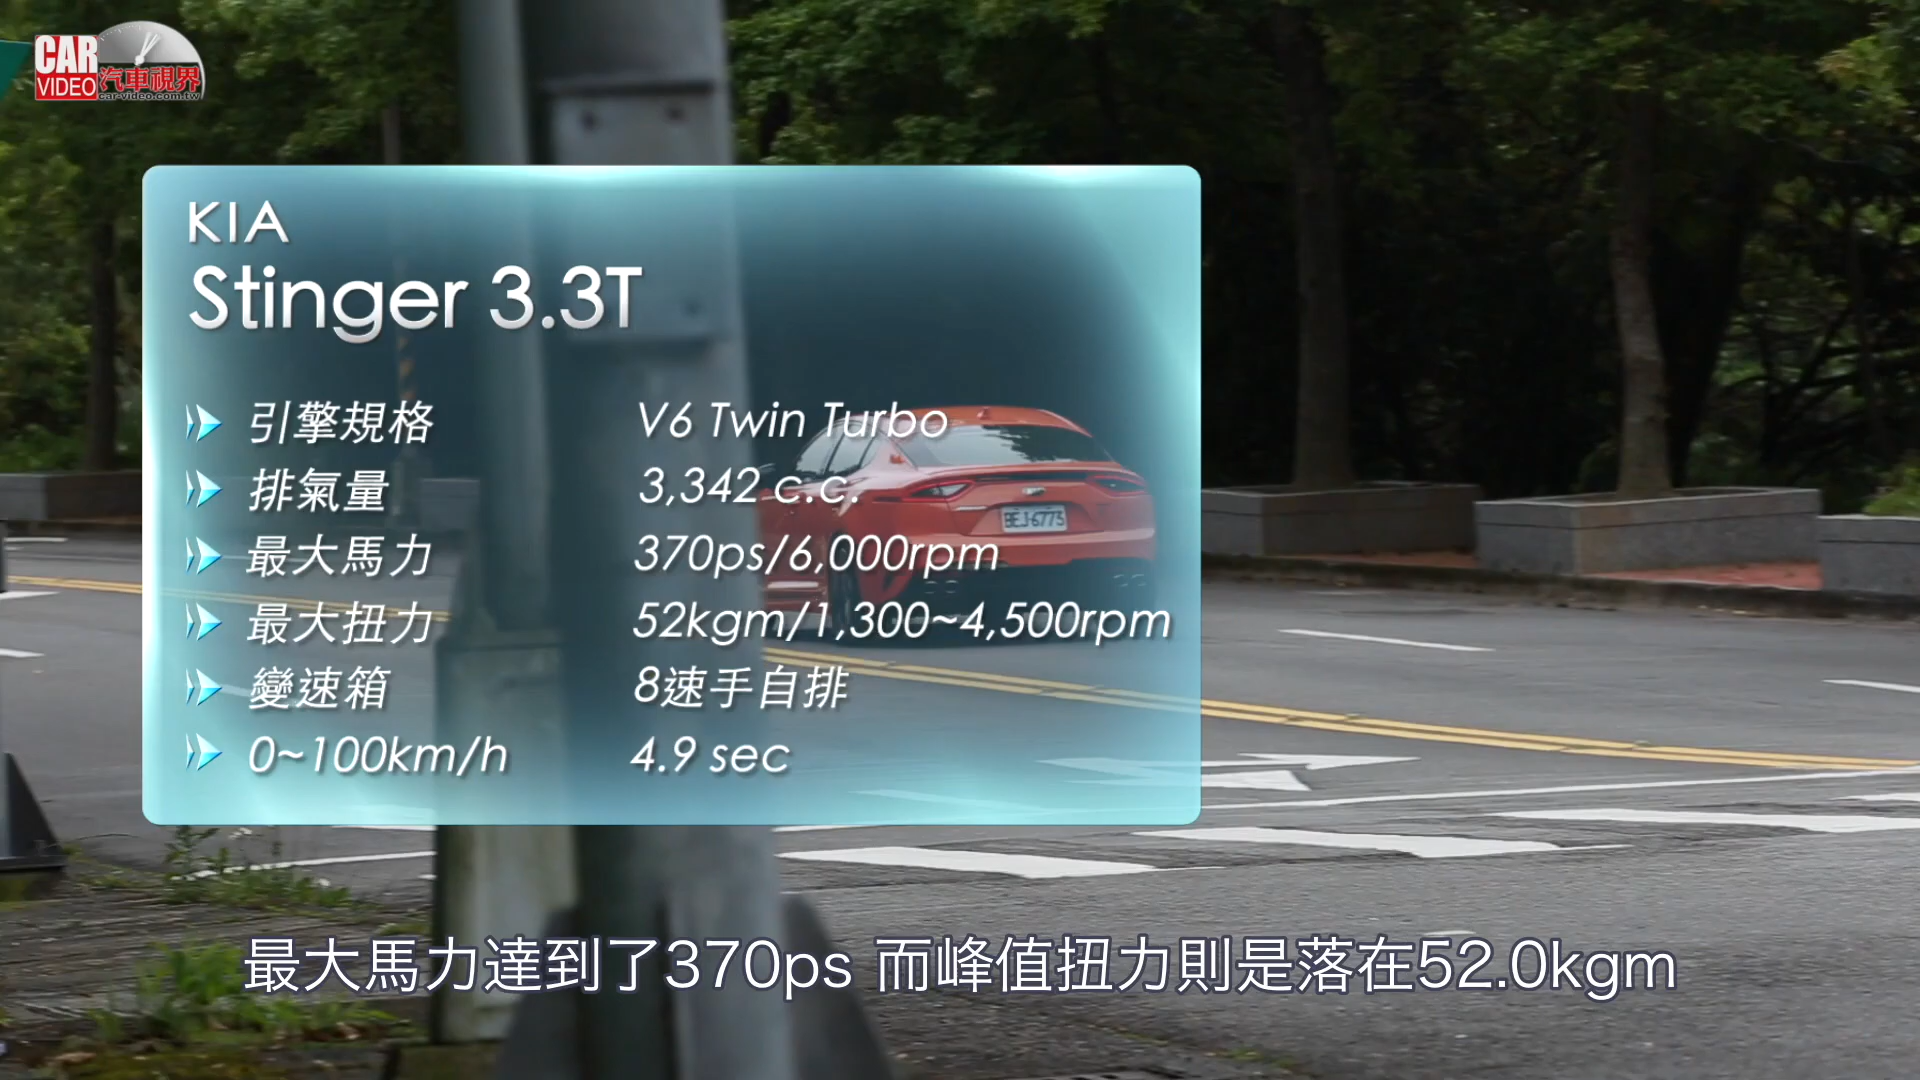 CAR
VIDEO 汽車視界
car-video.com.tw
KIA
Stinger 3.3T
引擎規格 V6 Twin Turbo
排氣量 3,342 c.c.
最大馬力 370ps/6,000rpm
最大扭力 52kgm/1,300~4,500rpm
變速箱 8速手自排
0~100km/h 4.9 sec
BEJ-6773
最大馬力達到了370ps 而峰值扭力則是落在52.0kgm